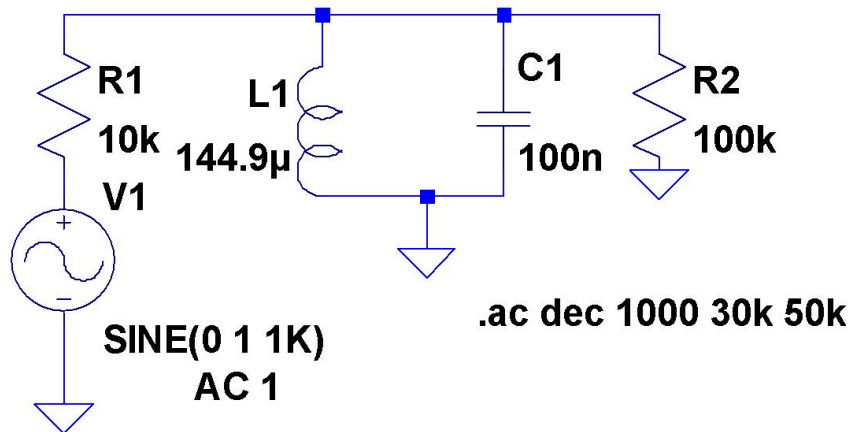 R1
10k
V1
+
−
SINE(0 1 1K)
AC 1
L1
144.9µ
C1
100n
R2
100k
.ac dec 1000 30k 50k